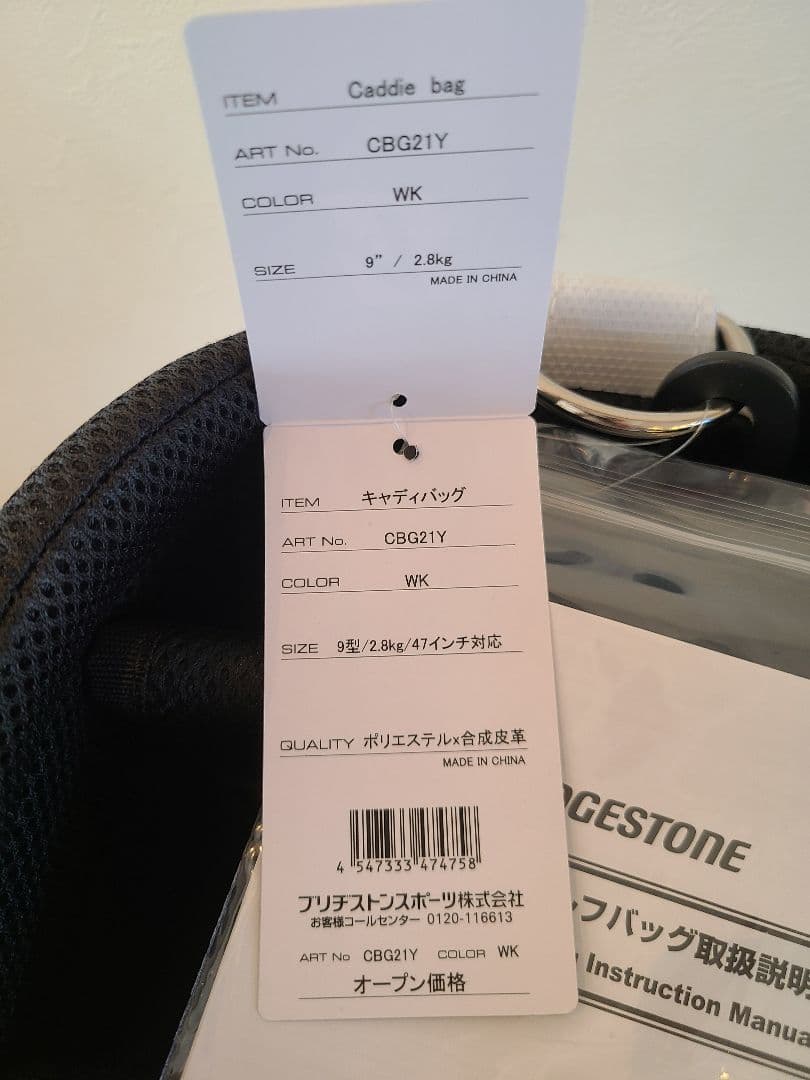 ITEM Caddie bag
ART No. CBG21Y
COLOR WK
SIZE 9” / 2.8kg
MADE IN CHINA
ITEM キャディバッグ
ART No. CBG21Y
COLOR WK
SIZE 9型/2.8kg/47インチ対応
QUALITY ポリエステルx合成皮革
MADE IN CHINA
4 547333 474758
ブリヂストンスポーツ株式会社
お客様コールセンター 0120-116613
ART No CBG21Y COLOR WK
オープン価格
DGESTONE
フバッグ取扱説明
Instruction Manua